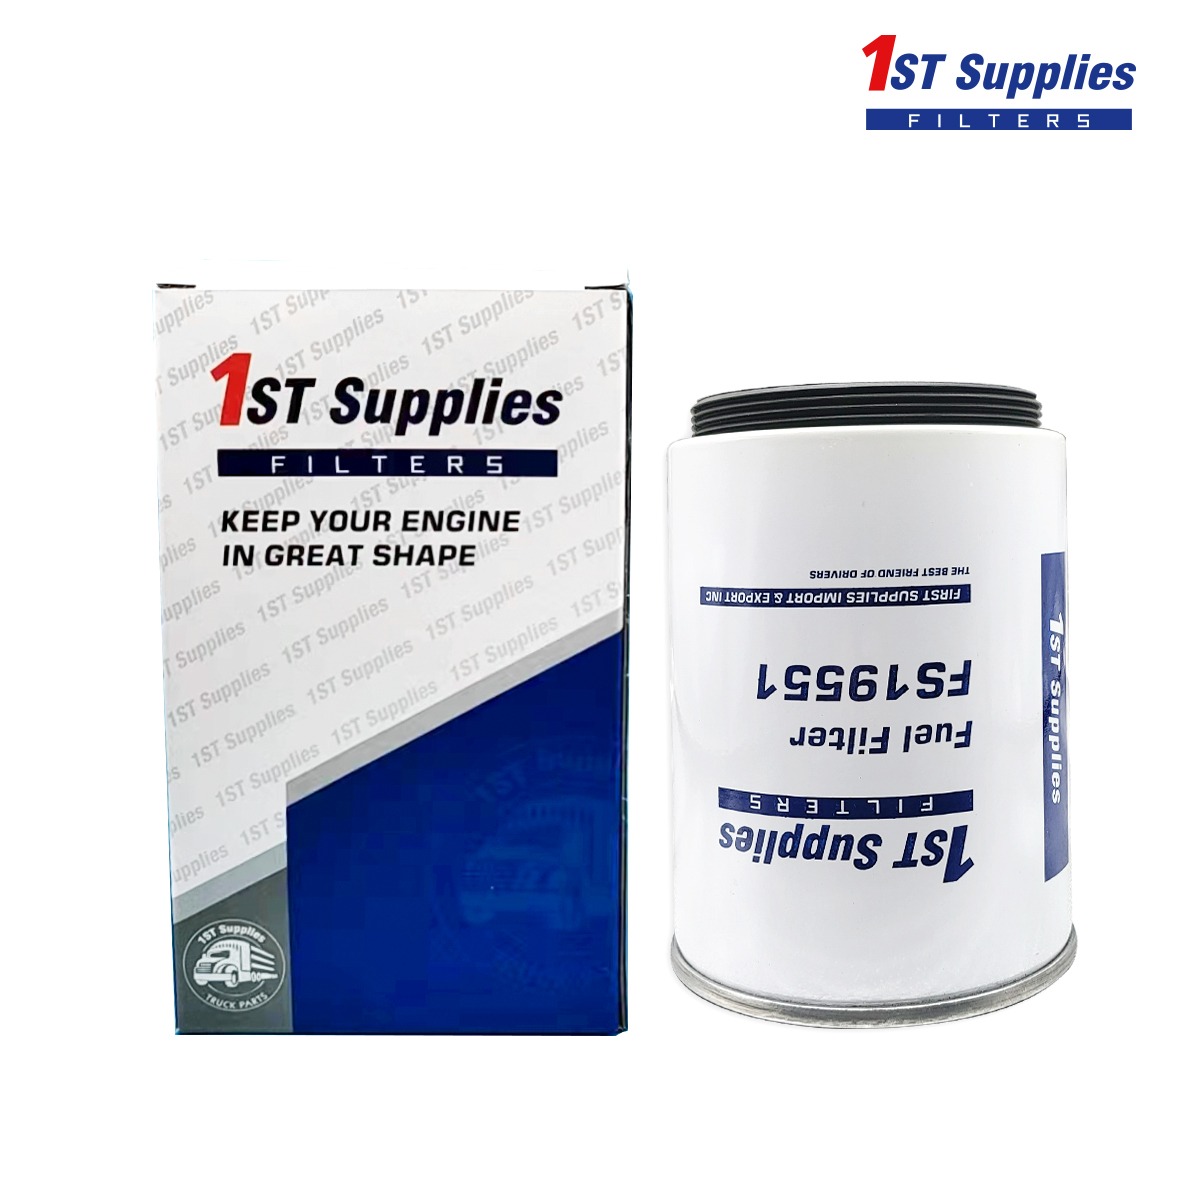 1ST Supplies
FILTERS
1ST Supplies
FILTERS
KEEP YOUR ENGINE
IN GREAT SHAPE
1ST Supplies
TRUCK PARTS
1ST Supplies
FILTERS
Fuel Filter
FS19551
FIRST SUPPLIES IMPORT & EXPORT INC
THE BEST FRIEND OF DRIVERS
1ST Supplies